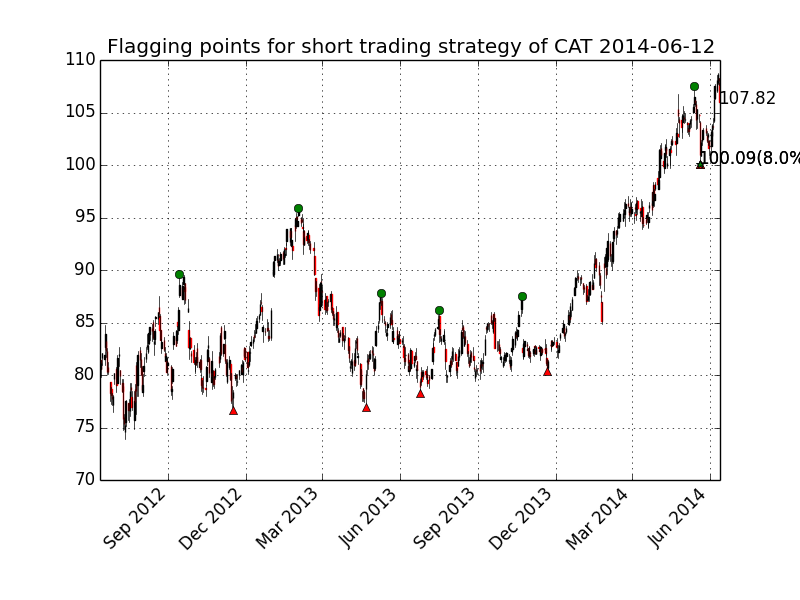 Flagging points for short trading strategy of CAT 2014-06-12
110
105
100
95
90
85
80
75
70
107.82
100.09(8.0%
Sep 2012
Dec 2012
Mar 2013
Jun 2013
Sep 2013
Dec 2013
Mar 2014
Jun 2014